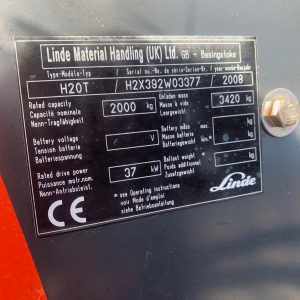 Linde Material Handling (UK) Ltd. GB - Basingstoke
Type-Modèle-Typ / Serial no.-No. de série-Serien-Nr. / year-année-Baujahr
H20T / H2X392W03377 / 2008
Rated capacity
Capacité nominale
Nenn-Tragfähigkeit
2000 kg
Unladen mass
Masse à vide
Leergewicht
3420 kg
Battery voltage
Tension batterie
Batteriespannung
V
Battery mass
Masse batterie
Batteriegewicht
max kg
min kg
Rated drive power
Puissance motr.nom.
Nenn-Antriebsleist.
37 kW
Ballast weight
Poids additionnel
Zusatzgewicht
kg
* see Operating instructions
voir Mode d'emploi
siehe Betriebsanleitung
CE
Linde